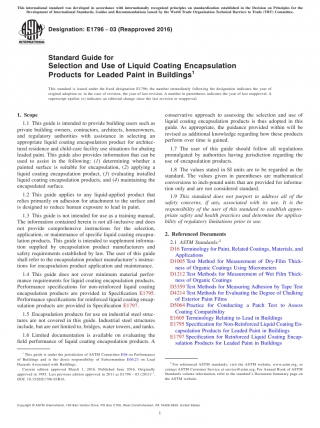 This international standard was developed in accordance with internationally recognized principles on standardization established in the Decision on Principles for the
Development of International Standards, Guides and Recommendations issued by the World Trade Organization Technical Barriers to Trade (TBT) Committee.
Designation: E1796 − 03 (Reapproved 2016)
Standard Guide for
Selection and Use of Liquid Coating Encapsulation
Products for Leaded Paint in Buildings1
This standard is issued under the fixed designation E1796; the number immediately following the designation indicates the year of
original adoption or, in the case of revision, the year of last revision. A number in parentheses indicates the year of last reapproval. A
superscript epsilon (ε) indicates an editorial change since the last revision or reapproval.
1. Scope
1.1 This guide is intended to provide building users such as
private building owners, contractors, architects, homeowners,
and regulatory authorities with assistance in selecting an
appropriate liquid coating encapsulation product for architec-
tural residence and child-care facility use situations for abating
leaded paint. This guide also provides information that can be
used to assist in the following: (1) determining whether a
painted surface is suitable for encapsulation, (2) applying a
liquid coating encapsulation product, (3) evaluating installed
liquid coating encapsulation products, and (4) maintaining the
encapsulated surface.
1.2 This guide applies to any liquid-applied product that
relies primarily on adhesion for attachment to the surface and
is designed to reduce human exposure to lead in paint.
1.3 This guide is not intended for use as a training manual.
The information contained herein is not all-inclusive and does
not provide comprehensive instructions for the selection,
application, or maintenance of specific liquid coating encapsu-
lation products. This guide is intended to supplement informa-
tion supplied by encapsulation product manufacturers and
safety requirements established by law. The user of this guide
shall refer to the encapsulation product manufacturer's instruc-
tions for encapsulation product application and maintenance.
1.4 This guide does not cover minimum material perfor-
mance requirements for liquid coating encapsulation products.
Performance specifications for non-reinforced liquid coating
encapsulation products are provided in Specification E1795.
Performance specifications for reinforced liquid coating encap-
sulation products are provided in Specification E1797.
1.5 Encapsulation products for use on industrial steel struc-
tures are not covered in this guide. Industrial steel structures
include, but are not limited to, bridges, water towers, and tanks.
1.6 Limited documentation is available on evaluating the
field performance of liquid coating encapsulation products. A
1 This guide is under the jurisdiction of ASTM Committee E06 on Performance
of Buildings and is the direct responsibility of Subcommittee E06.23 on Lead
Hazards Associated with Buildings.
Current edition approved March 1, 2016. Published June 2016. Originally
approved in 1997. Last previous edition approved in 2011 as E1796 – 03 (2011)ε1.
DOI: 10.1520/E1796-03R16.
conservative approach to assessing the selection and use of
liquid coating encapsulation products is thus adopted in this
guide. As appropriate, the guidance provided within will be
revised as additional knowledge regarding how these products
perform over time is gained.
1.7 The user of this guide should follow all regulations
promulgated by authorities having jurisdiction regarding the
use of encapsulation products.
1.8 The values stated in SI units are to be regarded as the
standard. The values given in parentheses are mathematical
conversions to inch-pound units that are provided for informa-
tion only and are not considered standard.
1.9 This standard does not purport to address all of the
safety concerns, if any, associated with its use. It is the
responsibility of the user of this standard to establish appro-
priate safety and health practices and determine the applica-
bility of regulatory limitations prior to use.
2. Referenced Documents
2.1 ASTM Standards:2
D16 Terminology for Paint, Related Coatings, Materials, and
Applications
D1005 Test Method for Measurement of Dry-Film Thick-
ness of Organic Coatings Using Micrometers
D1212 Test Methods for Measurement of Wet Film Thick-
ness of Organic Coatings
D3359 Test Methods for Measuring Adhesion by Tape Test
D4214 Test Methods for Evaluating the Degree of Chalking
of Exterior Paint Films
D5064 Practice for Conducting a Patch Test to Assess
Coating Compatibility
E1605 Terminology Relating to Lead in Buildings
E1795 Specification for Non-Reinforced Liquid Coating En-
capsulation Products for Leaded Paint in Buildings
E1797 Specification for Reinforced Liquid Coating Encap-
sulation Products for Leaded Paint in Buildings
2 For referenced ASTM standards, visit the ASTM website, www.astm.org, or
contact ASTM Customer Service at service@astm.org. For Annual Book of ASTM
Standards volume information, refer to the standard's Document Summary page on
the ASTM website.
Copyright © ASTM International, 100 Barr Harbor Drive, PO Box C700, West Conshohocken, PA 19428-2959. United States
1